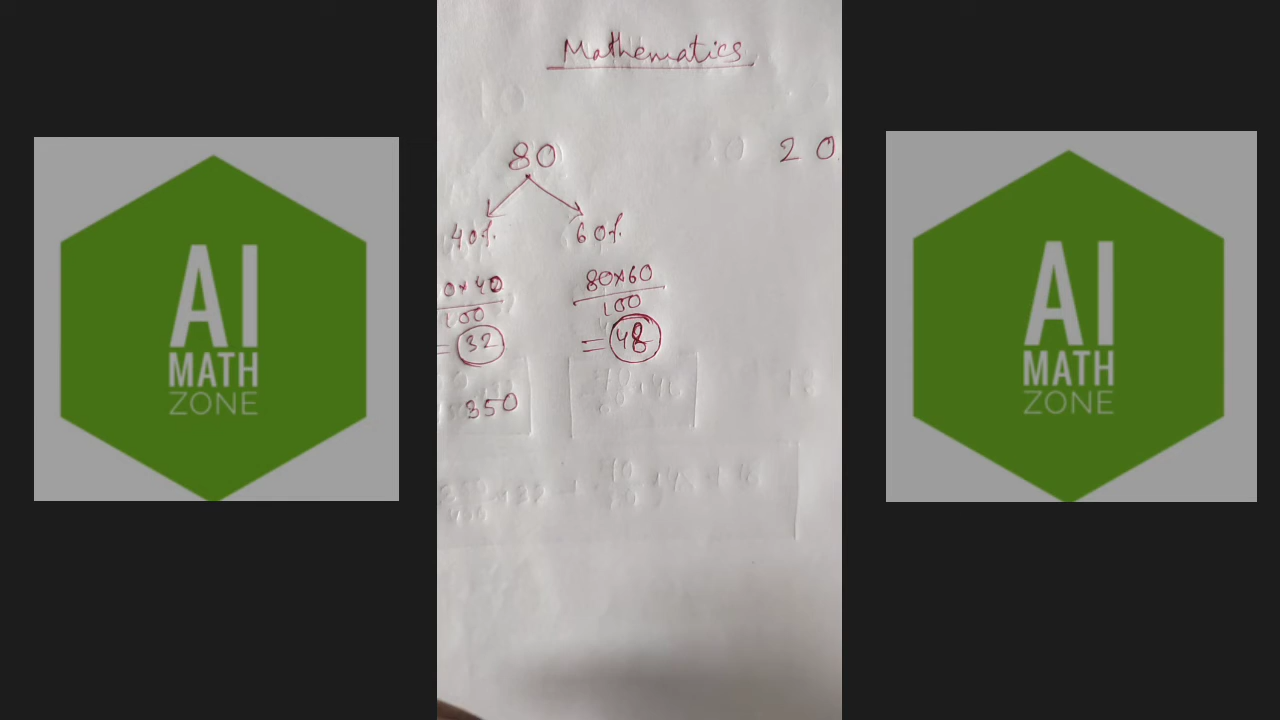 AI
MATH
ZONE
Mathematics
80
20
40%
60%
0×40
100
= 32
80×60
100
= 48
350
AI
MATH
ZONE